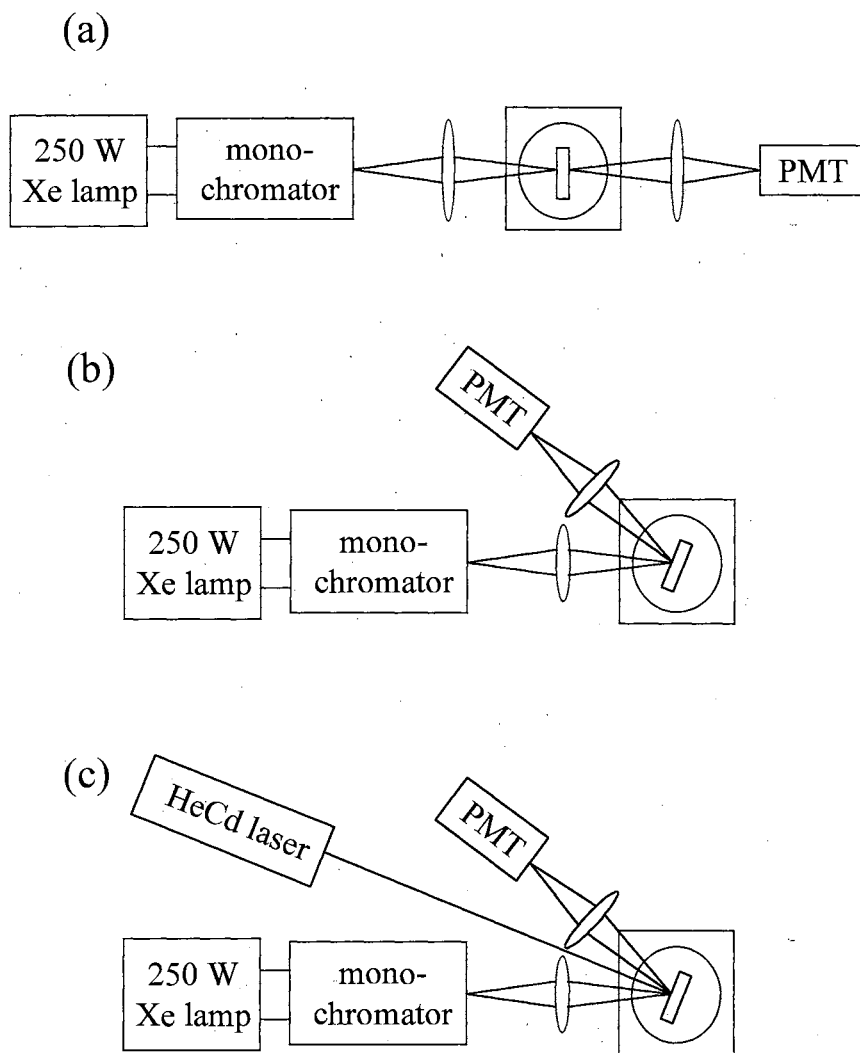 (a)
250 W
Xe lamp
mono-
chromator
PMT
(b)
PMT
250 W
Xe lamp
mono-
chromator
(c)
HeCd laser
PMT
250 W
Xe lamp
mono-
chromator